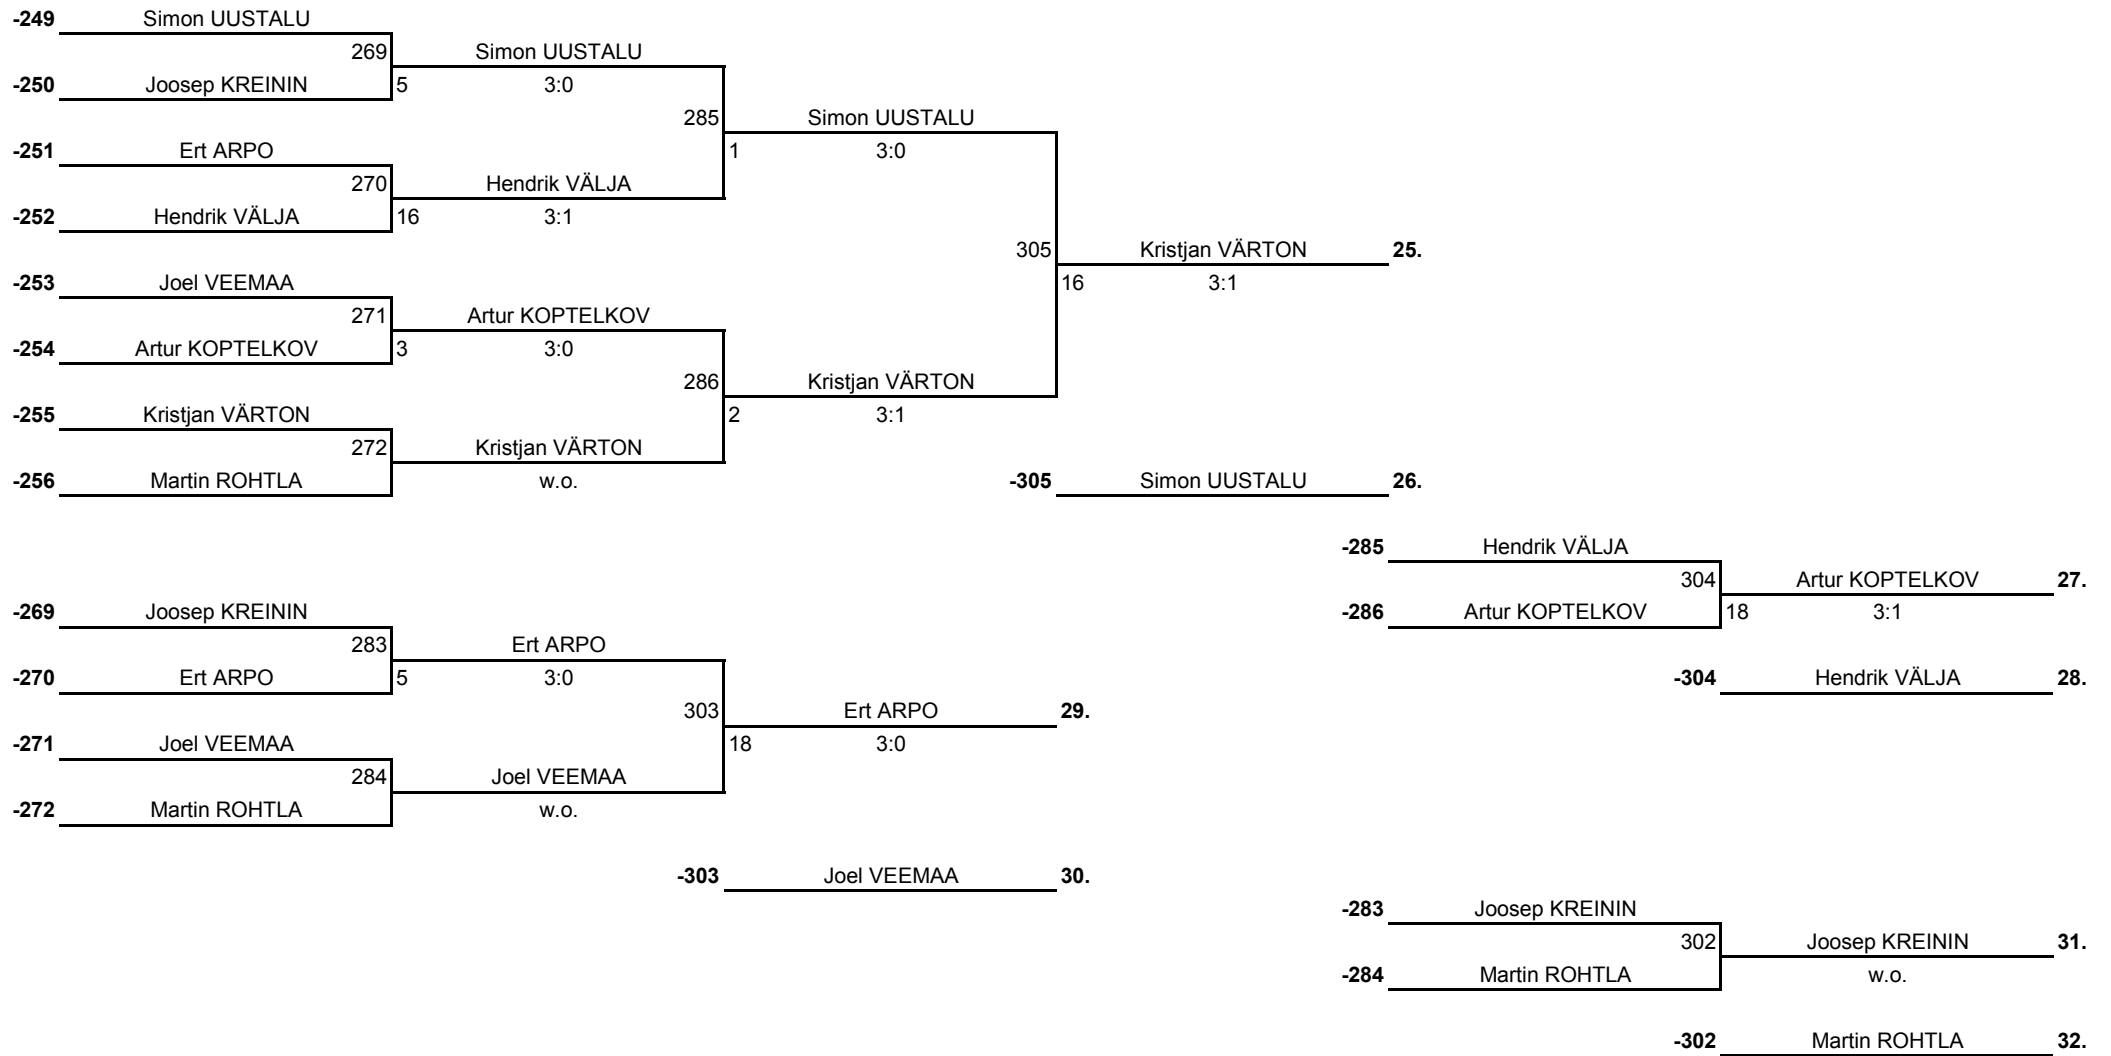 -249 Simon UUSTALU
269 Simon UUSTALU
-250 Joosep KREININ 5 3:0
285 Simon UUSTALU
-251 Ert ARPO 1 3:0
270 Hendrik VÄLJA
-252 Hendrik VÄLJA 16 3:1
305 Kristjan VÄRTON 25.
-253 Joel VEEMAA 16 3:1
271 Artur KOPTELKOV
-254 Artur KOPTELKOV 3 3:0
286 Kristjan VÄRTON
-255 Kristjan VÄRTON 2 3:1
272 Kristjan VÄRTON
-256 Martin ROHTLA w.o. -305 Simon UUSTALU 26.
-285 Hendrik VÄLJA
304 Artur KOPTELKOV 27.
-269 Joosep KREININ -286 Artur KOPTELKOV 18 3:1
283 Ert ARPO
-270 Ert ARPO 5 3:0 -304 Hendrik VÄLJA 28.
303 Ert ARPO 29.
-271 Joel VEEMAA 18 3:0
284 Joel VEEMAA
-272 Martin ROHTLA w.o.
-303 Joel VEEMAA 30.
-283 Joosep KREININ
302 Joosep KREININ 31.
-284 Martin ROHTLA w.o.
-302 Martin ROHTLA 32.